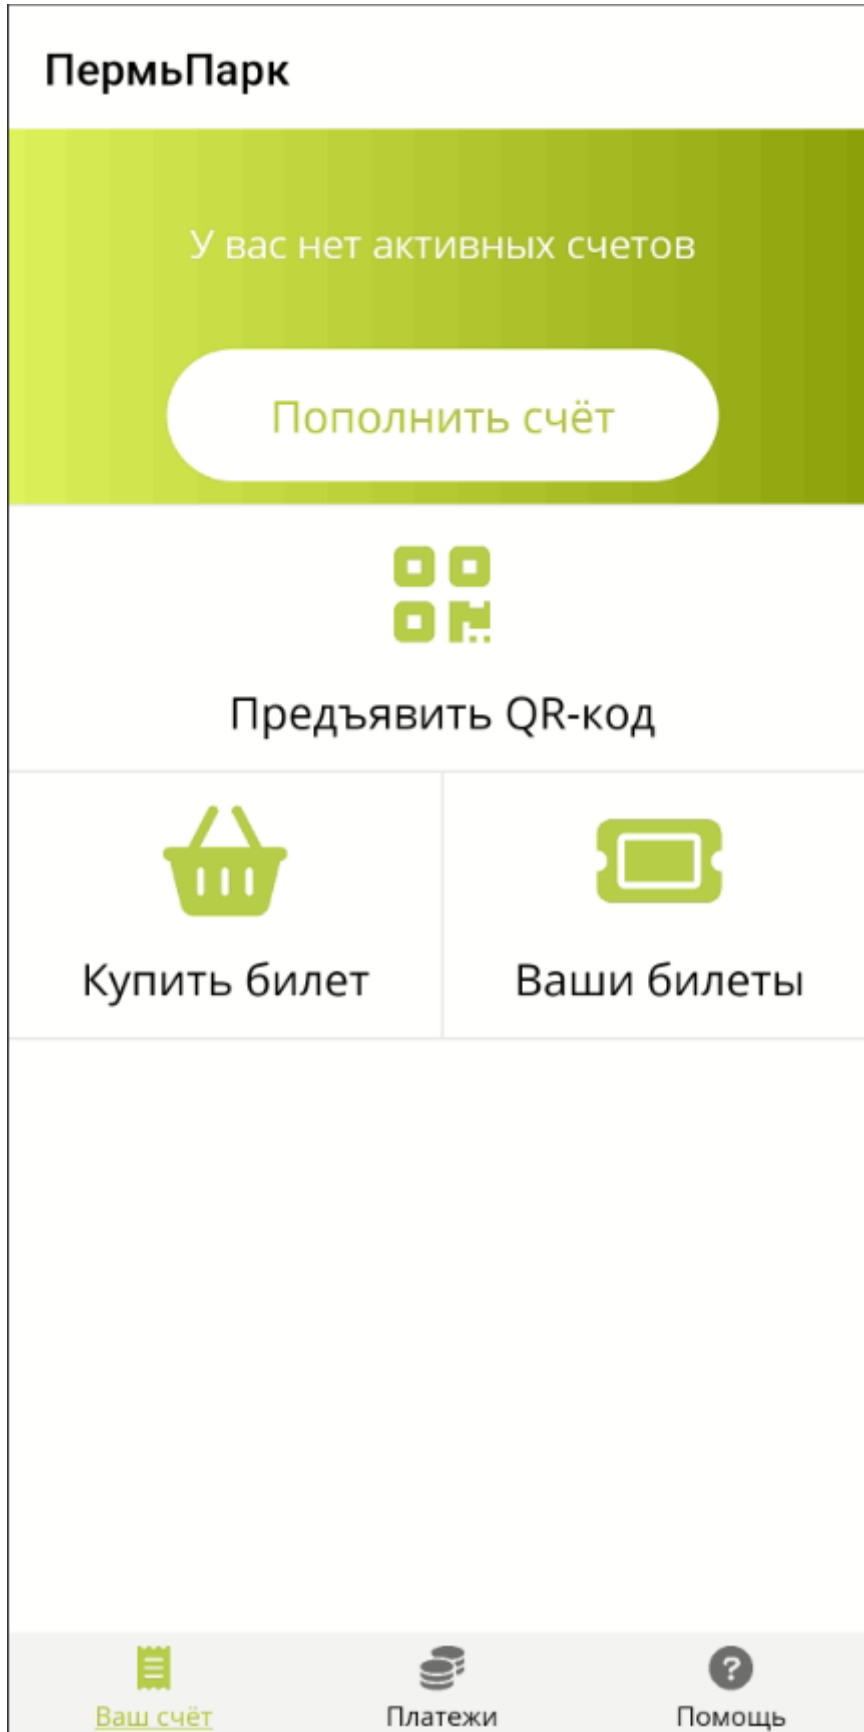 ПермьПарк
У вас нет активных счетов
Пополнить счёт
Предъявить QR-код
Купить билет
Ваши билеты
Ваш счёт
Платежи
Помощь